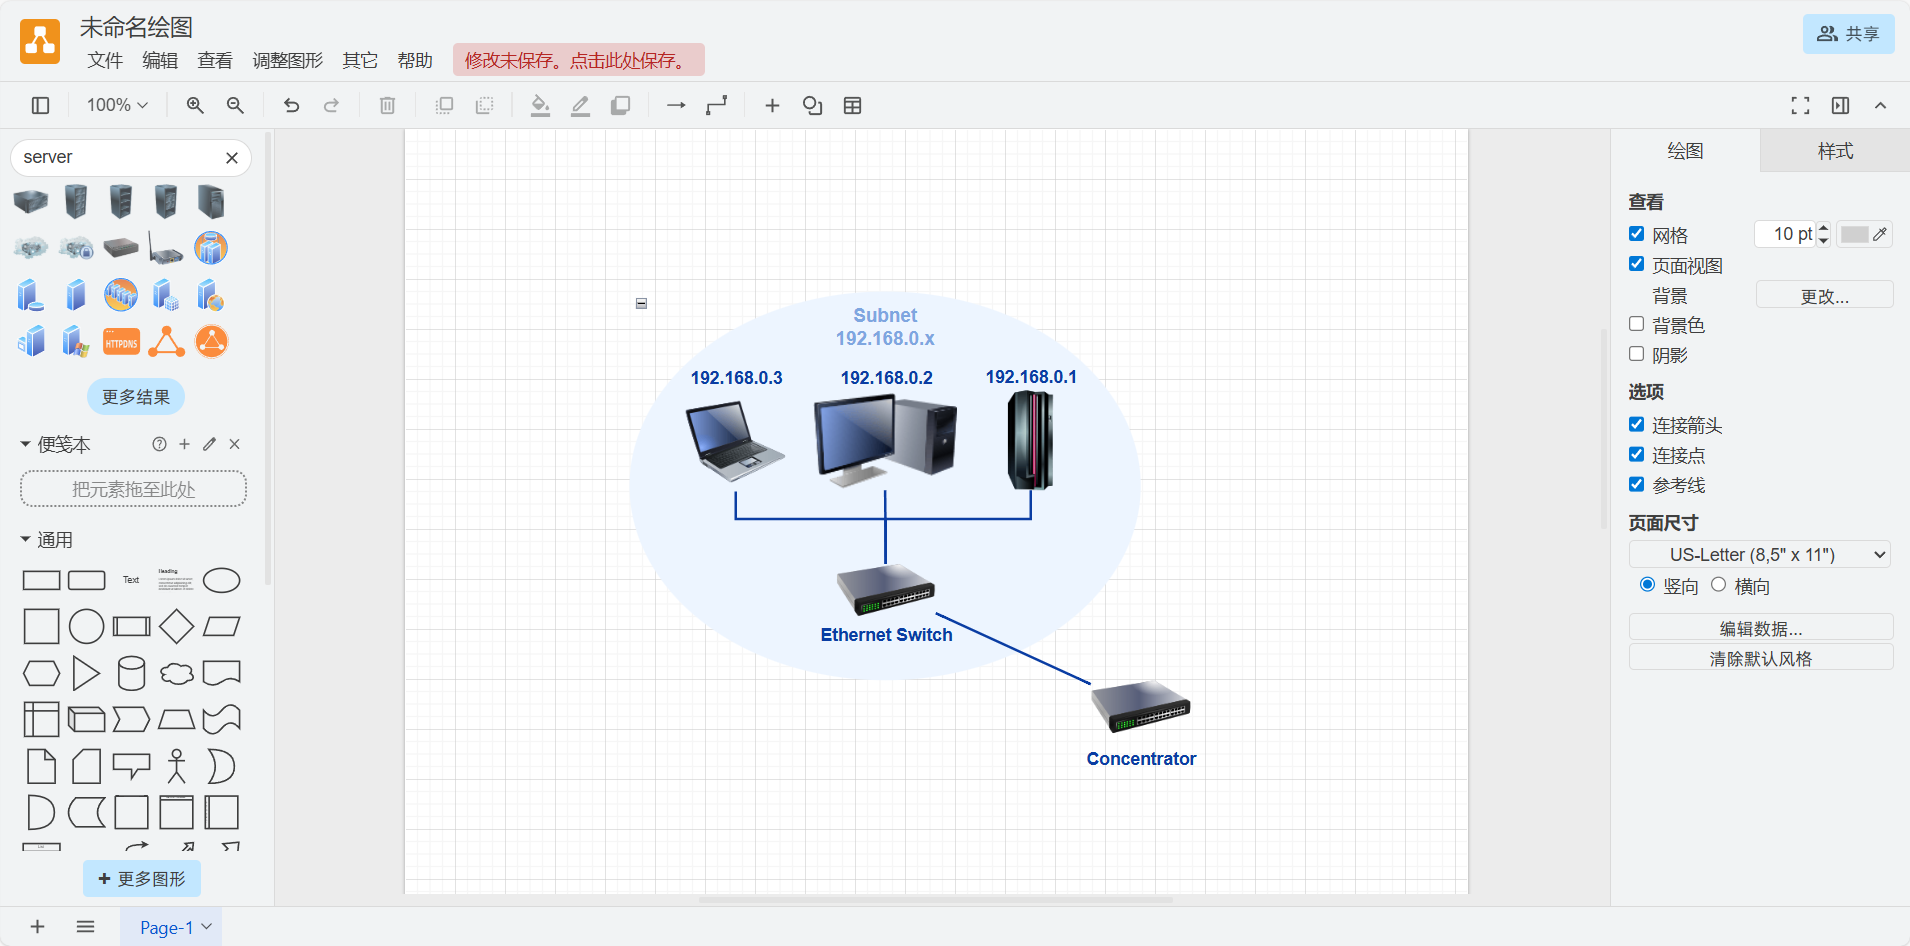 未命名绘图
文件 编辑 查看 调整图形 其它 帮助 修改未保存。点击此处保存。
共享
100%
server
HTTPDNS
更多结果
便笺本
把元素拖至此处
通用
Text
Heading
更多图形
Page-1
Subnet
192.168.0.x
192.168.0.3 192.168.0.2 192.168.0.1
Ethernet Switch
Concentrator
绘图 样式
查看
网格 10 pt
页面视图
背景 更改...
背景色
阴影
选项
连接箭头
连接点
参考线
页面尺寸
US-Letter (8,5" x 11")
竖向 横向
编辑数据...
清除默认风格